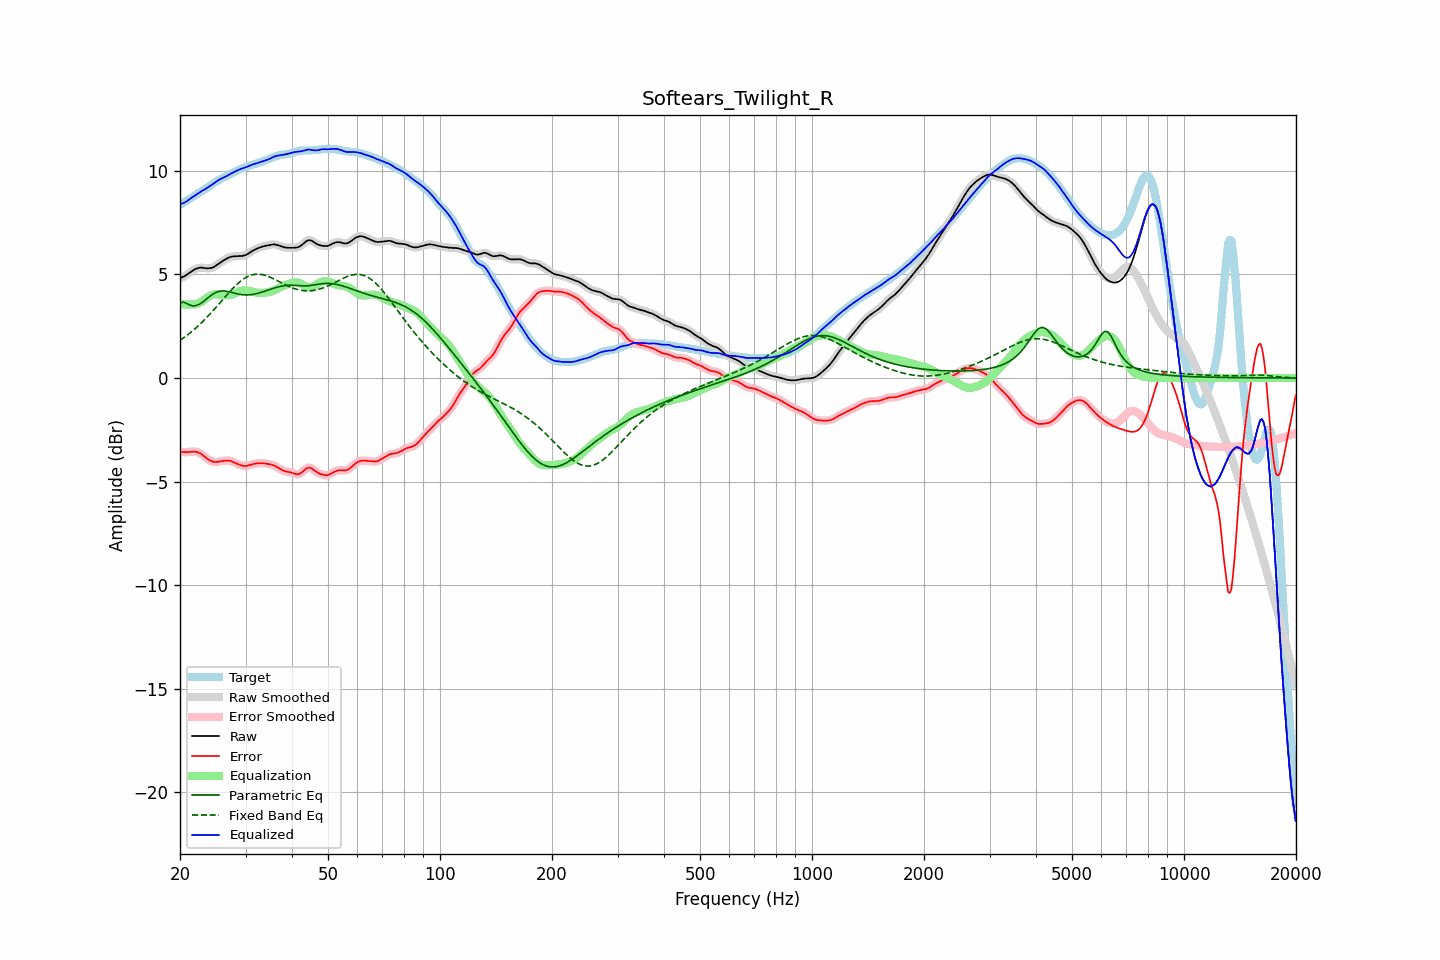 Softears_Twilight_R
Amplitude (dBr)
10
5
0
−5
−10
−15
−20
Target
Raw Smoothed
Error Smoothed
Raw
Error
Equalization
Parametric Eq
Fixed Band Eq
Equalized
20 50 100 200 500 1000 2000 5000 10000 20000
Frequency (Hz)